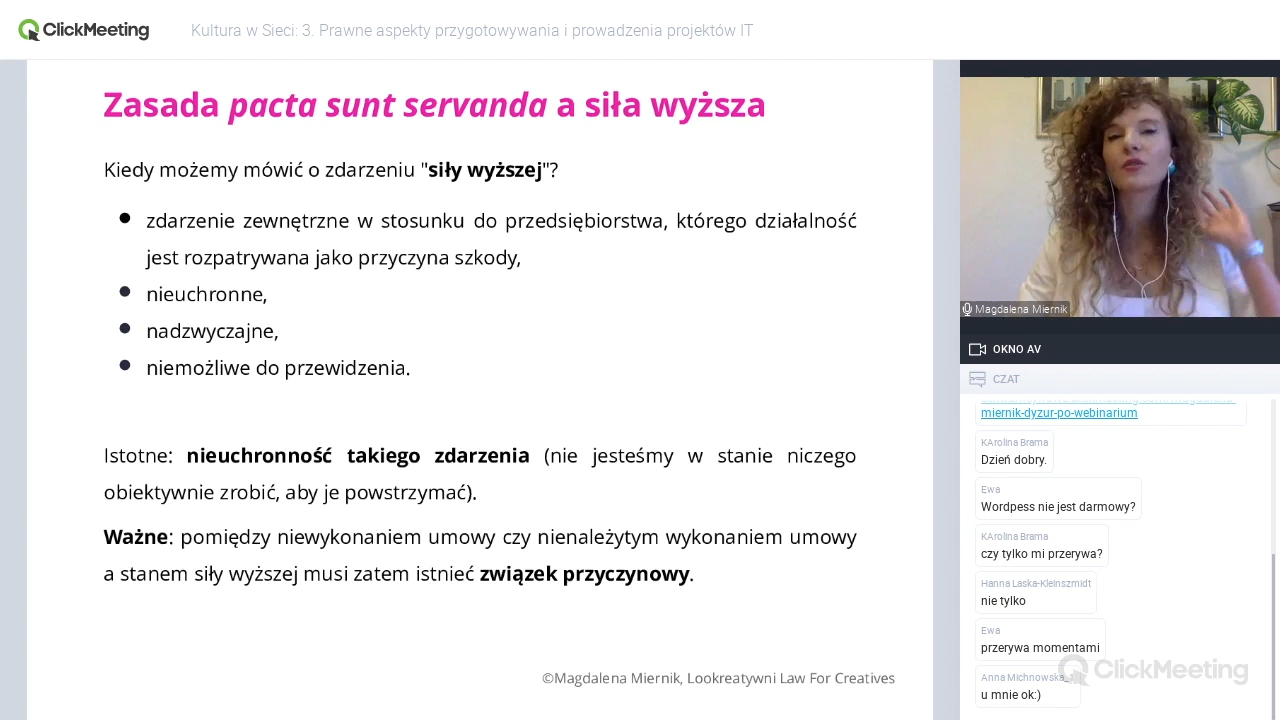 ClickMeeting
Kultura w Sieci: 3. Prawne aspekty przygotowywania i prowadzenia projektów IT
Zasada pacta sunt servanda a siła wyższa
Kiedy możemy mówić o zdarzeniu "siły wyższej"?
zdarzenie zewnętrzne w stosunku do przedsiębiorstwa, którego działalność
jest rozpatrywana jako przyczyna szkody,
nieuchronne,
nadzwyczajne,
niemożliwe do przewidzenia.
Istotne: nieuchronność takiego zdarzenia (nie jesteśmy w stanie niczego
obiektywnie zrobić, aby je powstrzymać).
Ważne: pomiędzy niewykonaniem umowy czy nienależytym wykonaniem umowy
a stanem siły wyższej musi zatem istnieć związek przyczynowy.
©Magdalena Miernik, Lookreatywni Law For Creatives
Magdalena Miernik
OKNO AV
CZAT
miernik-dyzur-po-webinarium
KArolina Brama
Dzień dobry.
Ewa
Wordpess nie jest darmowy?
KArolina Brama
czy tylko mi przerywa?
Hanna Laska-Kleinszmidt
nie tylko
Ewa
przerywa momentami
Anna Michnowska_
u mnie ok:)
ClickMeeting